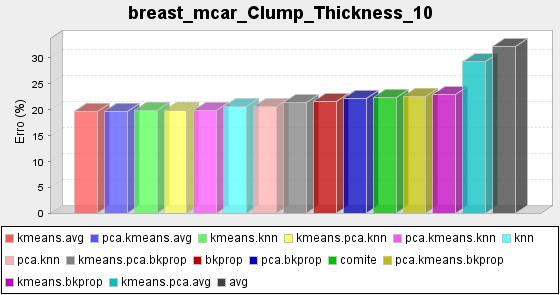 breast_mcar_Clump_Thickness_10
Erro (%)
30
25
20
15
10
5
0
kmeans.avg pca.kmeans.avg kmeans.knn kmeans.pca.knn pca.kmeans.knn knn
pca.knn kmeans.pca.bkprop bkprop pca.bkprop comite pca.kmeans.bkprop
kmeans.bkprop kmeans.pca.avg avg